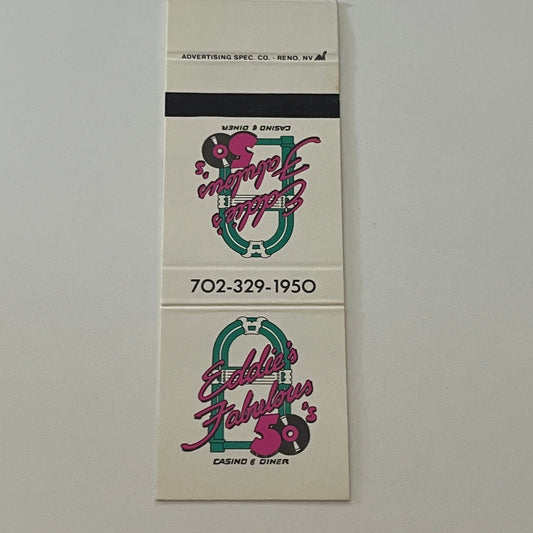 ADVERTISING SPEC. CO. - RENO, NV
Eddie's
Fabulous
50's
CASINO & DINER
702-329-1950
Eddie's
Fabulous
50's
CASINO & DINER